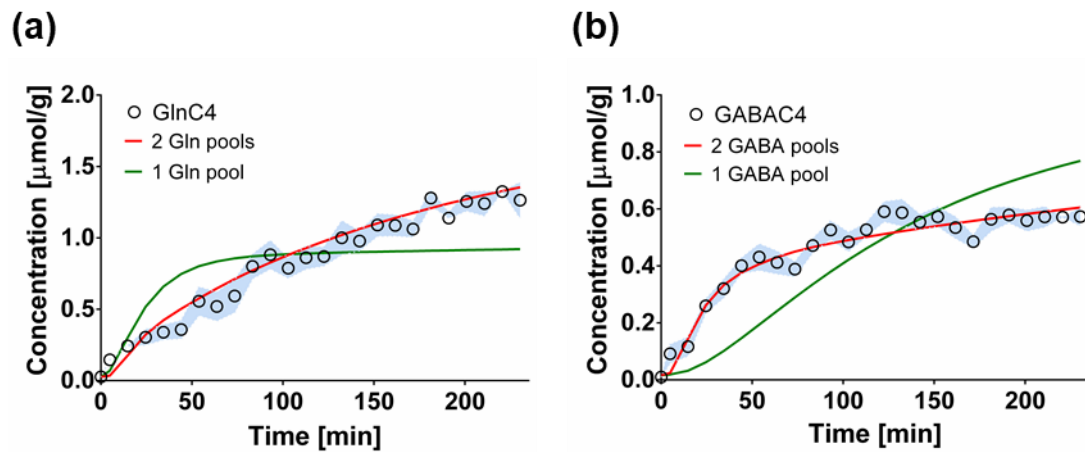 (a)
(b)
2.0
1.5
1.0
0.5
0.0
Concentration [µmol/g]
GlnC4
2 Gln pools
1 Gln pool
0
50
100
150
200
Time [min]
1.0
0.8
0.6
0.4
0.2
0.0
Concentration [µmol/g]
GABAC4
2 GABA pools
1 GABA pool
0
50
100
150
200
Time [min]